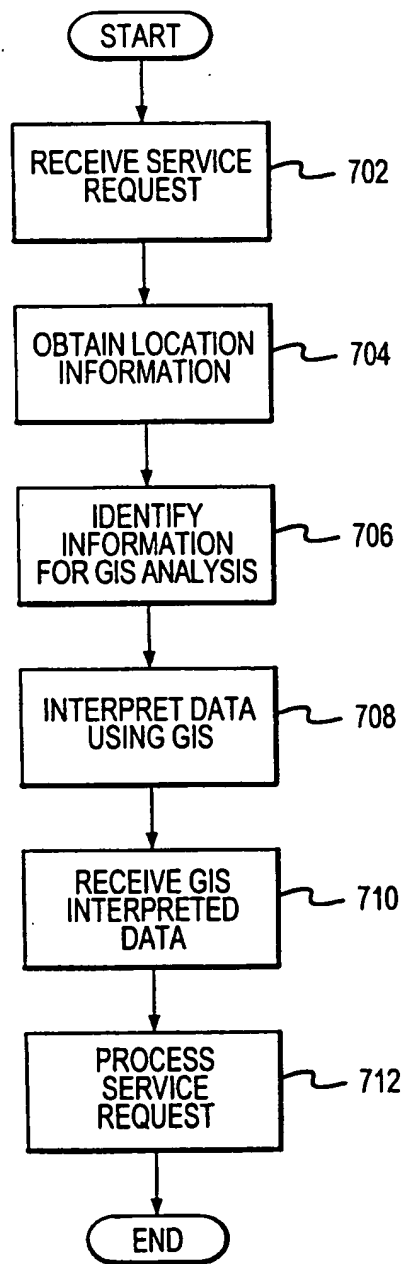 START
RECEIVE SERVICE
REQUEST
702
OBTAIN LOCATION
INFORMATION
704
IDENTIFY
INFORMATION
FOR GIS ANALYSIS
706
INTERPRET DATA
USING GIS
708
RECEIVE GIS
INTERPRETED
DATA
710
PROCESS
SERVICE
REQUEST
712
END